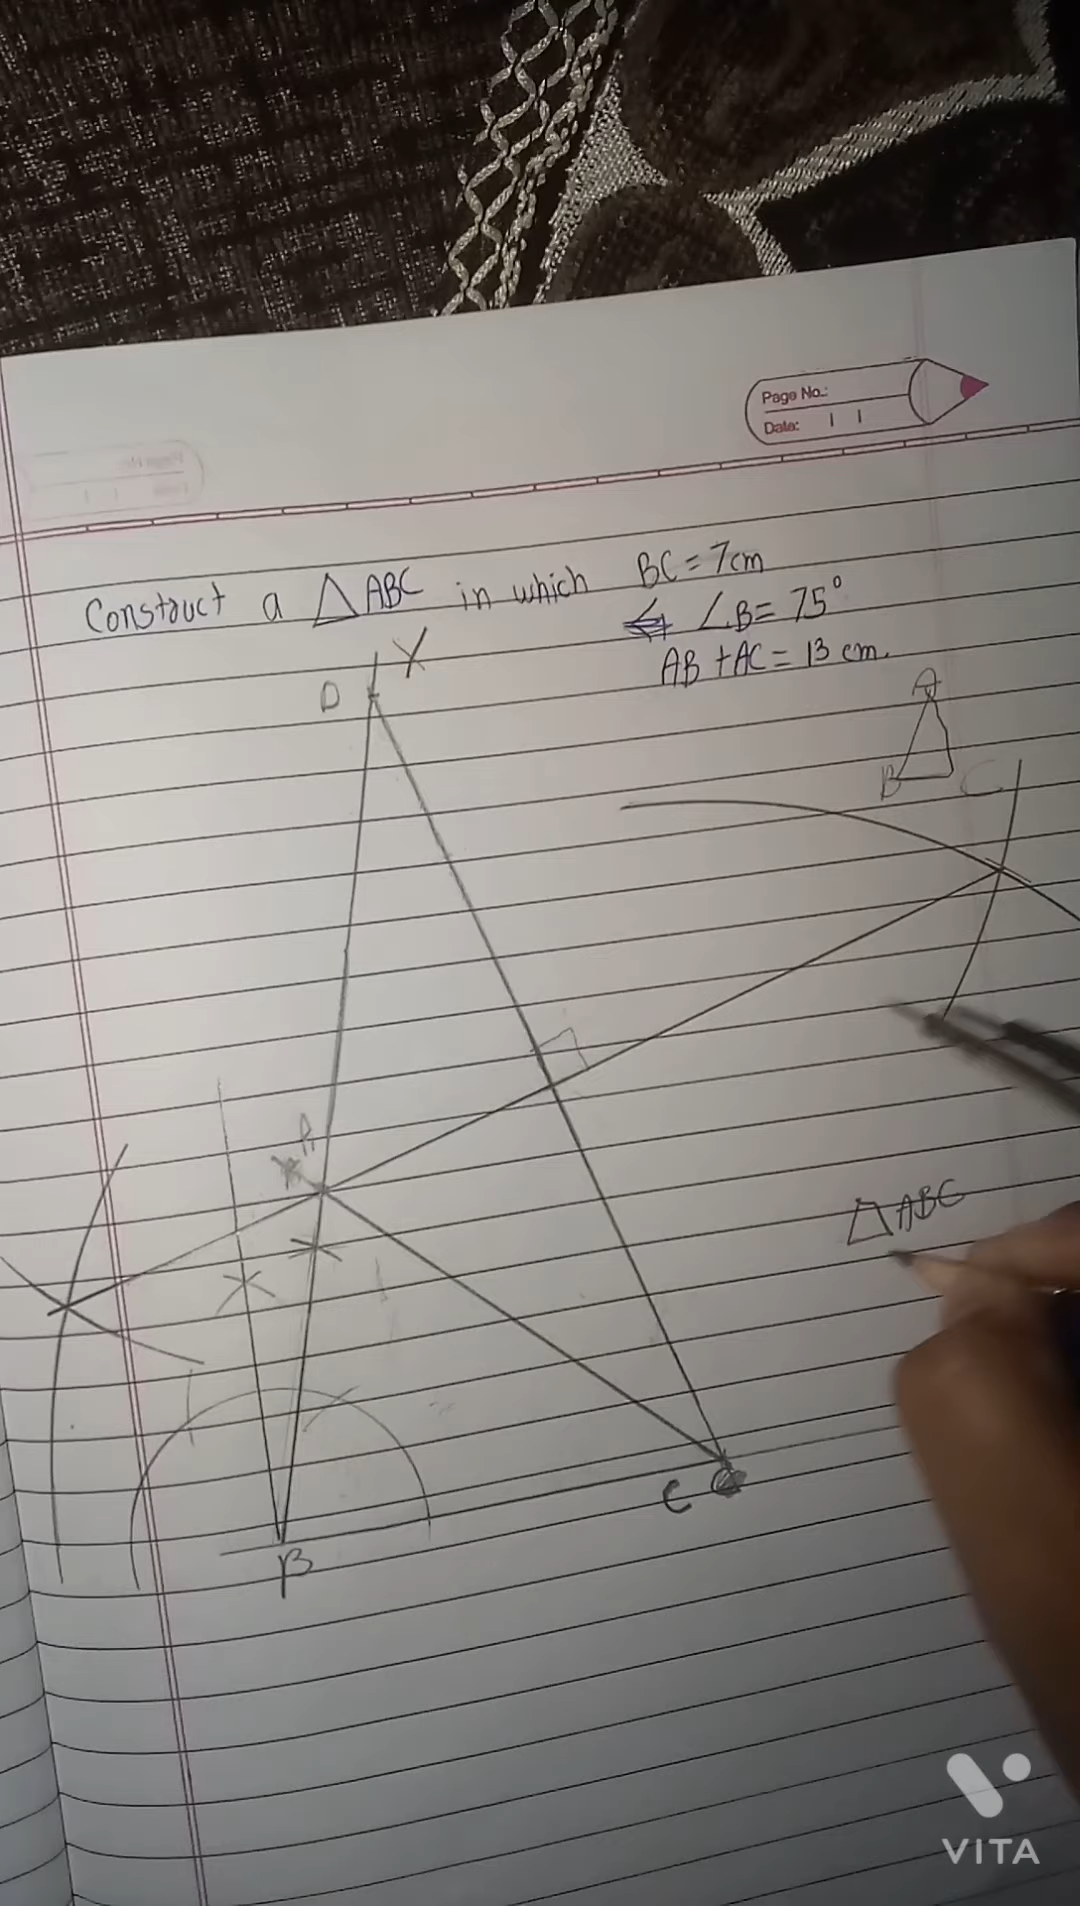 Page No.:
Date:
Construct a △ABC in which BC = 7cm
∠B = 75°
AB + AC = 13 cm.
D Y
A
B C
A
△ABC
C
B
VITA